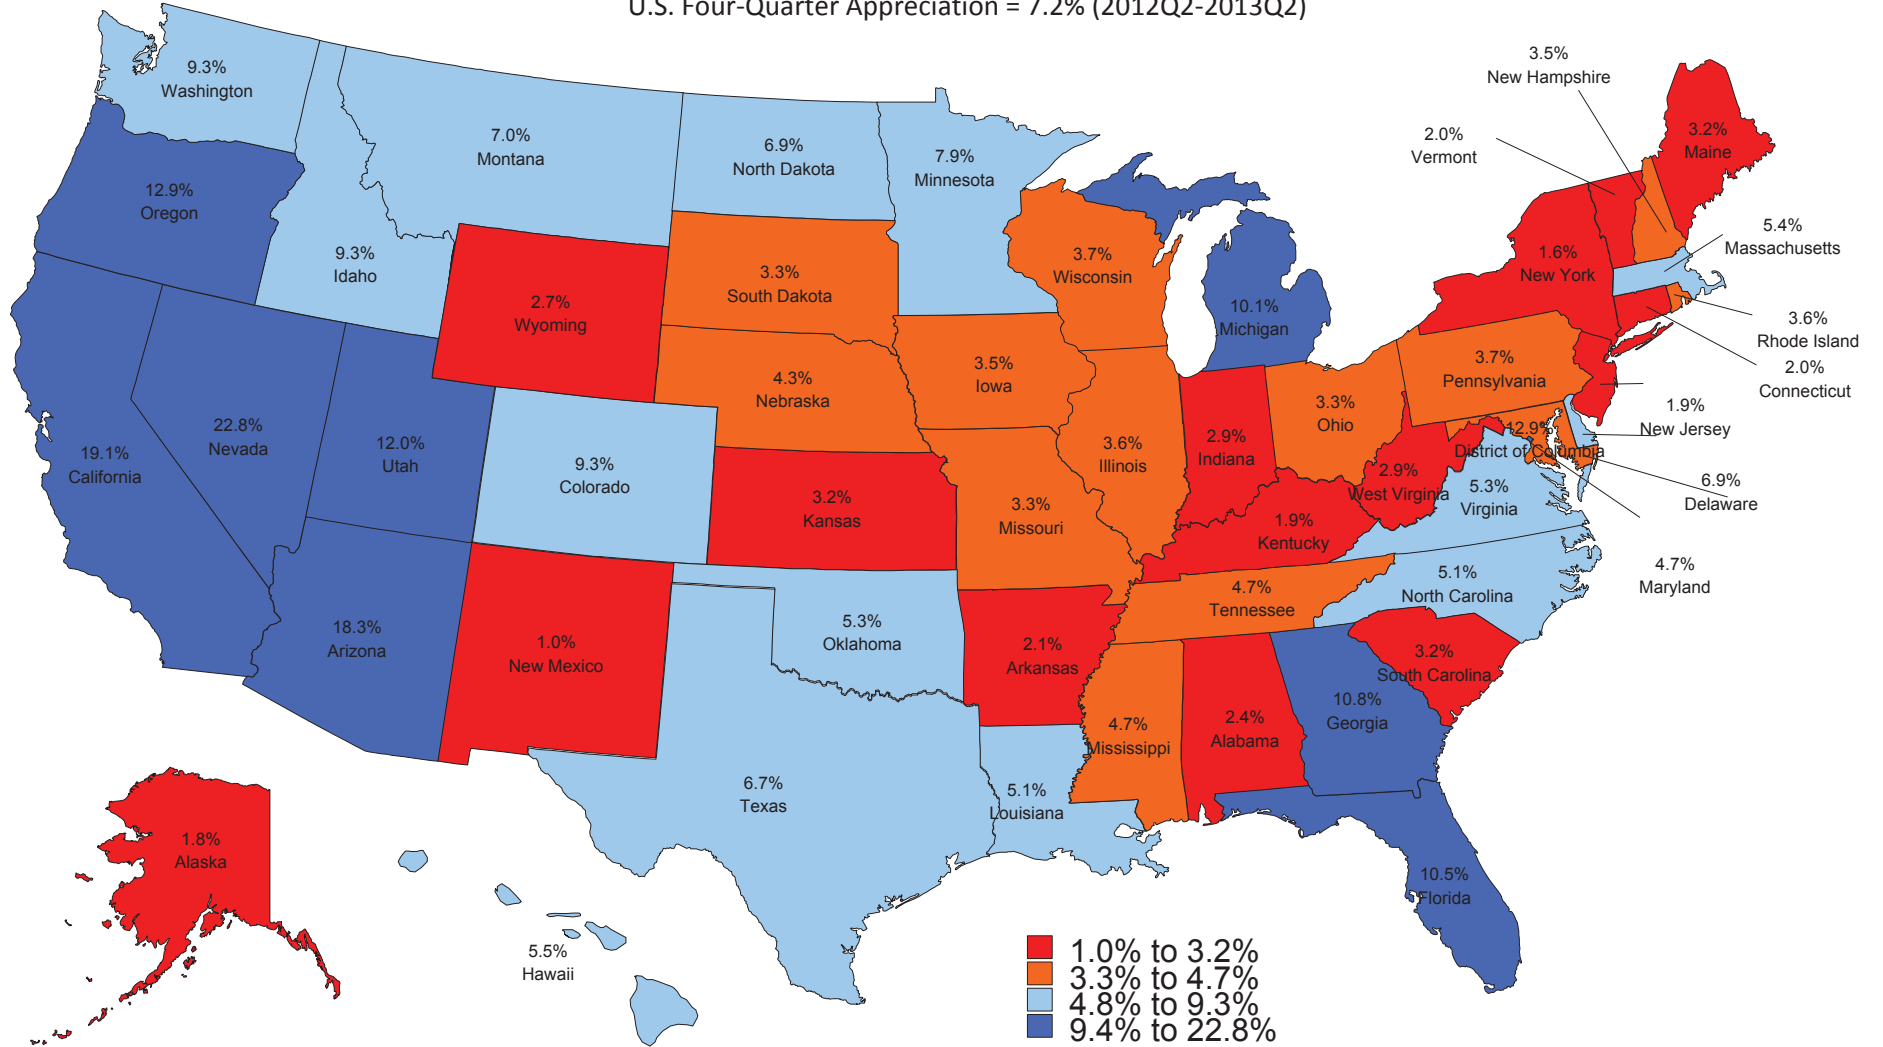 U.S. Four-Quarter Appreciation = 7.2% (2012Q2-2013Q2)
9.3%
Washington
7.0%
Montana
6.9%
North Dakota
7.9%
Minnesota
3.5%
New Hampshire
2.0%
Vermont
3.2%
Maine
12.9%
Oregon
9.3%
Idaho
2.7%
Wyoming
3.3%
South Dakota
3.7%
Wisconsin
10.1%
Michigan
1.6%
New York
5.4%
Massachusetts
3.6%
Rhode Island
2.0%
Connecticut
1.9%
New Jersey
6.9%
Delaware
4.7%
Maryland
19.1%
California
22.8%
Nevada
12.0%
Utah
9.3%
Colorado
4.3%
Nebraska
3.5%
Iowa
3.6%
Illinois
2.9%
Indiana
3.3%
Ohio
3.7%
Pennsylvania
12.9%
District of Columbia
2.9%
West Virginia
5.3%
Virginia
3.2%
Kansas
3.3%
Missouri
1.9%
Kentucky
18.3%
Arizona
1.0%
New Mexico
5.3%
Oklahoma
2.1%
Arkansas
4.7%
Tennessee
5.1%
North Carolina
3.2%
South Carolina
6.7%
Texas
5.1%
Louisiana
4.7%
Mississippi
2.4%
Alabama
10.8%
Georgia
10.5%
Florida
1.8%
Alaska
5.5%
Hawaii
1.0% to 3.2%
3.3% to 4.7%
4.8% to 9.3%
9.4% to 22.8%